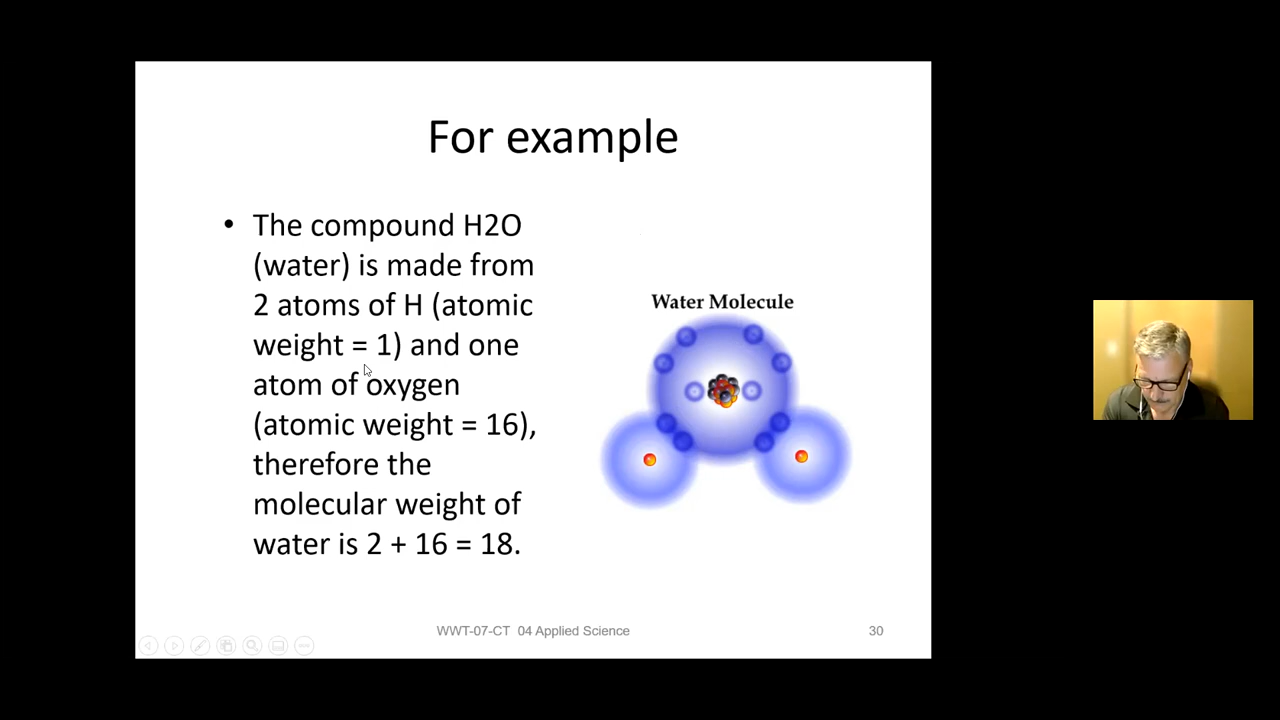 For example
• The compound H2O
(water) is made from
2 atoms of H (atomic
weight = 1) and one
atom of oxygen
(atomic weight = 16),
therefore the
molecular weight of
water is 2 + 16 = 18.
Water Molecule
WWT-07-CT 04 Applied Science
30